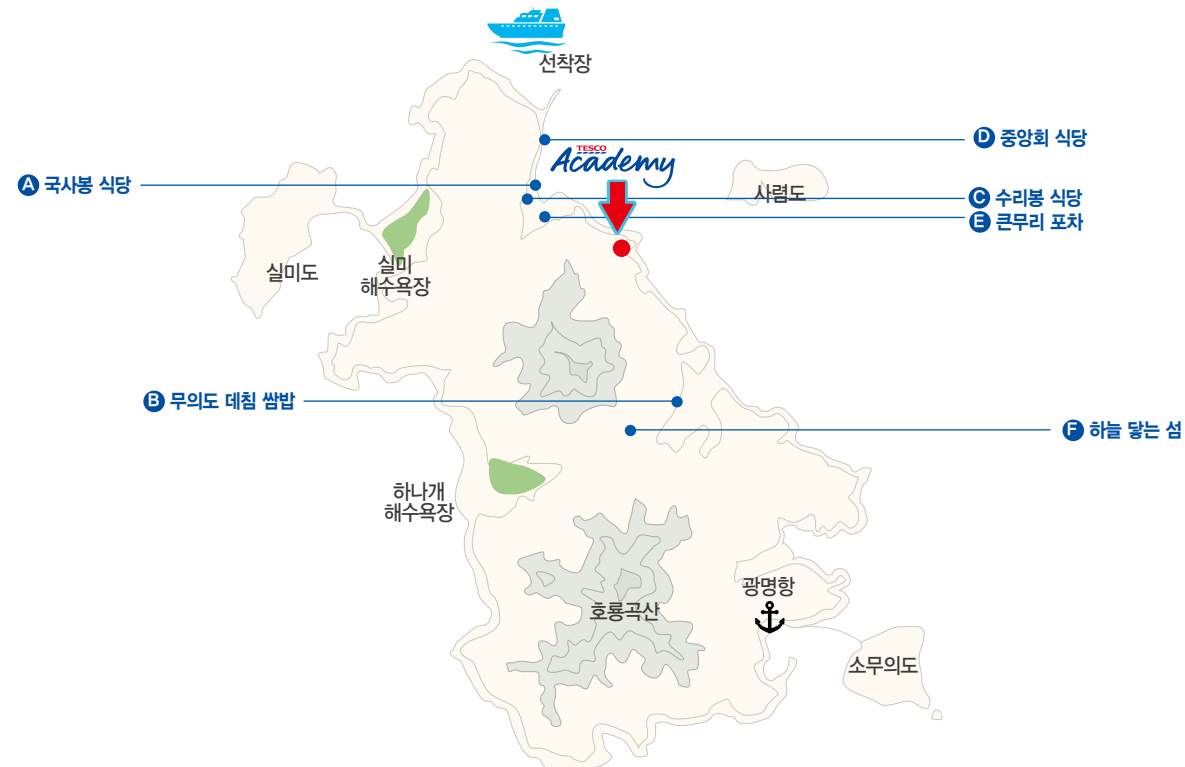 선착장
D 중앙회 식당
TESCO
Academy
A 국사봉 식당
사렴도
C 수리봉 식당
E 큰무리 포차
실미도
실미
해수욕장
B 무의도 데침 쌈밥
F 하늘 닿는 섬
하나개
해수욕장
광명항
호룡곡산
소무의도